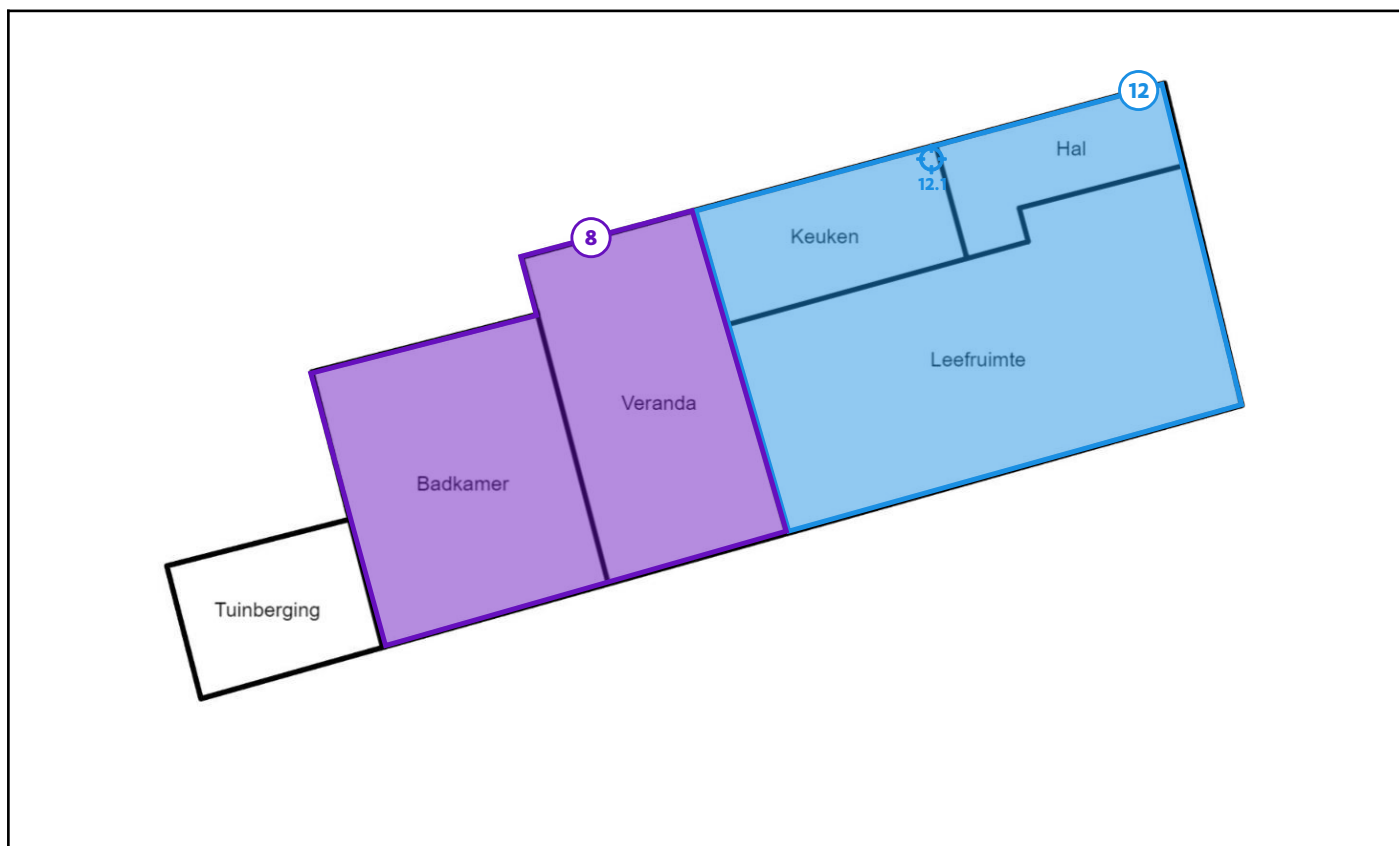 12
Hal
12.1
8
Keuken
Leefruimte
Veranda
Badkamer
Tuinberging